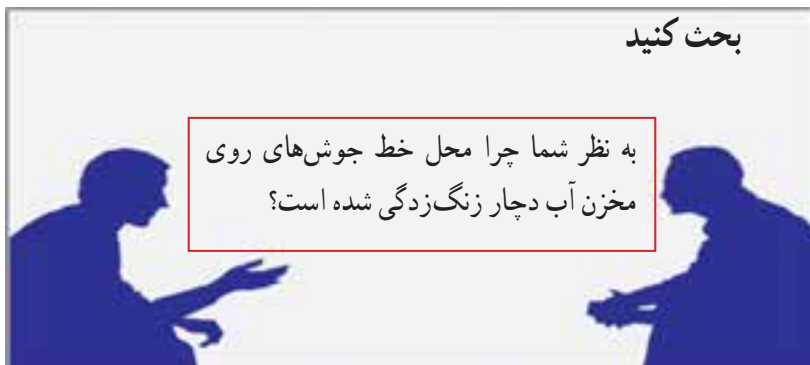 بحث کنید
به نظر شما چرا محل خط جوش‌های روی
مخزن آب دچار زنگ‌زدگی شده است؟